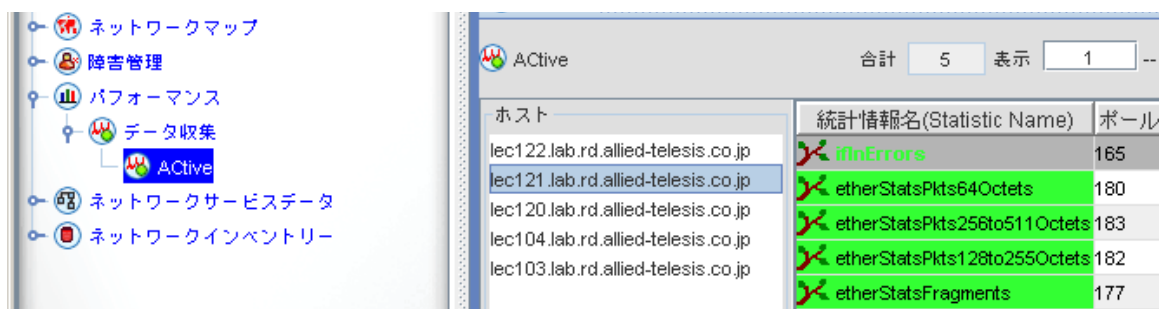 ネットワークマップ
障害管理
パフォーマンス
データ収集
ACtive
ネットワークサービスデータ
ネットワークインベントリー
ACtive 合計 5 表示 1 --
ホスト
lec122.lab.rd.allied-telesis.co.jp
lec121.lab.rd.allied-telesis.co.jp
lec120.lab.rd.allied-telesis.co.jp
lec104.lab.rd.allied-telesis.co.jp
lec103.lab.rd.allied-telesis.co.jp
統計情報名(Statistic Name) ポール
ifInErrors 165
etherStatsPkts64Octets 180
etherStatsPkts256to511Octets 183
etherStatsPkts128to255Octets 182
etherStatsFragments 177